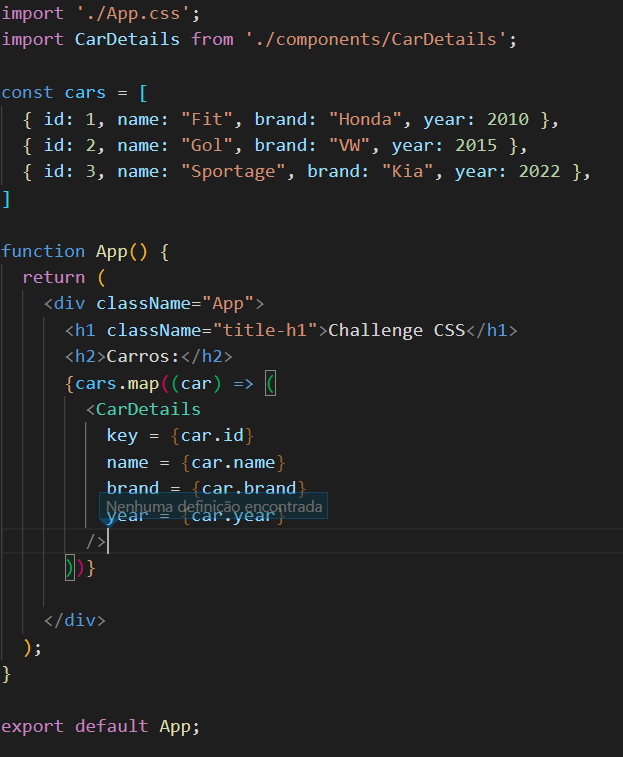 import './App.css';
import CarDetails from './components/CarDetails';
const cars = [
{ id: 1, name: "Fit", brand: "Honda", year: 2010 },
{ id: 2, name: "Gol", brand: "VW", year: 2015 },
{ id: 3, name: "Sportage", brand: "Kia", year: 2022 },
]
function App() {
return (
<div className="App">
<h1 className="title-h1">Challenge CSS</h1>
<h2>Carros:</h2>
{cars.map((car) => (
<CarDetails
key = {car.id}
name = {car.name}
brand = {car.brand}
Nenhuma definição encontrada
year = {car.year}
/>
))}
</div>
);
}
export default App;